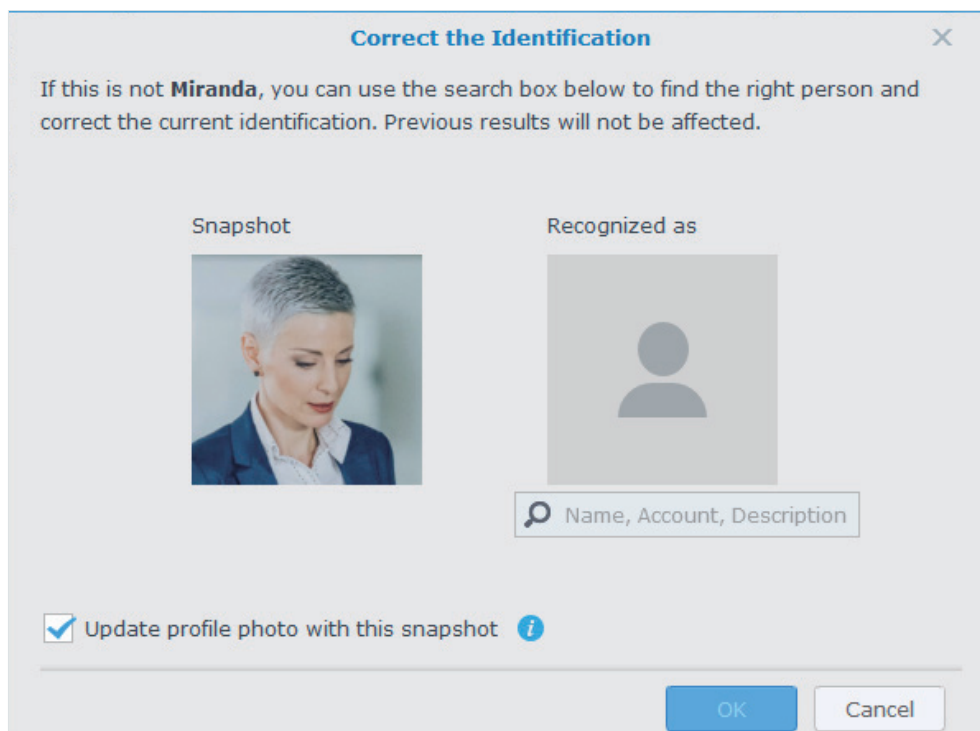 Correct the Identification
If this is not Miranda, you can use the search box below to find the right person and
correct the current identification. Previous results will not be affected.
Snapshot
Recognized as
Name, Account, Description
Update profile photo with this snapshot
OK
Cancel